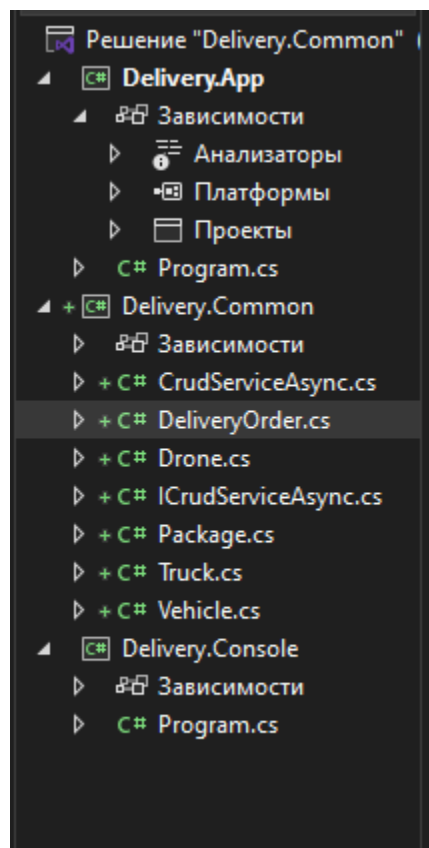 Решение "Delivery.Common"
C# Delivery.App
Зависимости
Анализаторы
Платформы
Проекты
C# Program.cs
+ C# Delivery.Common
Зависимости
+ C# CrudServiceAsync.cs
+ C# DeliveryOrder.cs
+ C# Drone.cs
+ C# ICrudServiceAsync.cs
+ C# Package.cs
+ C# Truck.cs
+ C# Vehicle.cs
C# Delivery.Console
Зависимости
C# Program.cs